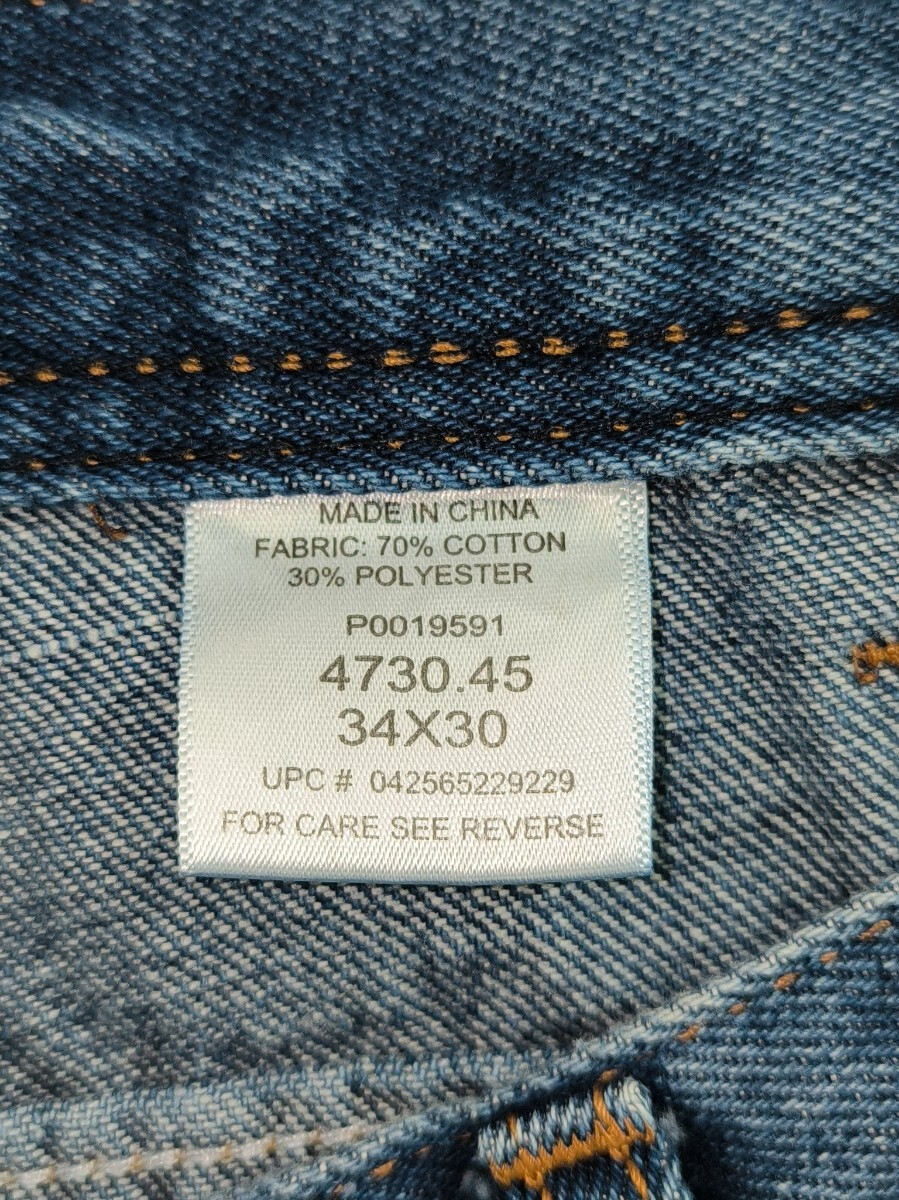 MADE IN CHINA
FABRIC: 70% COTTON
30% POLYESTER
P0019591
4730.45
34X30
UPC # 042565229229
FOR CARE SEE REVERSE